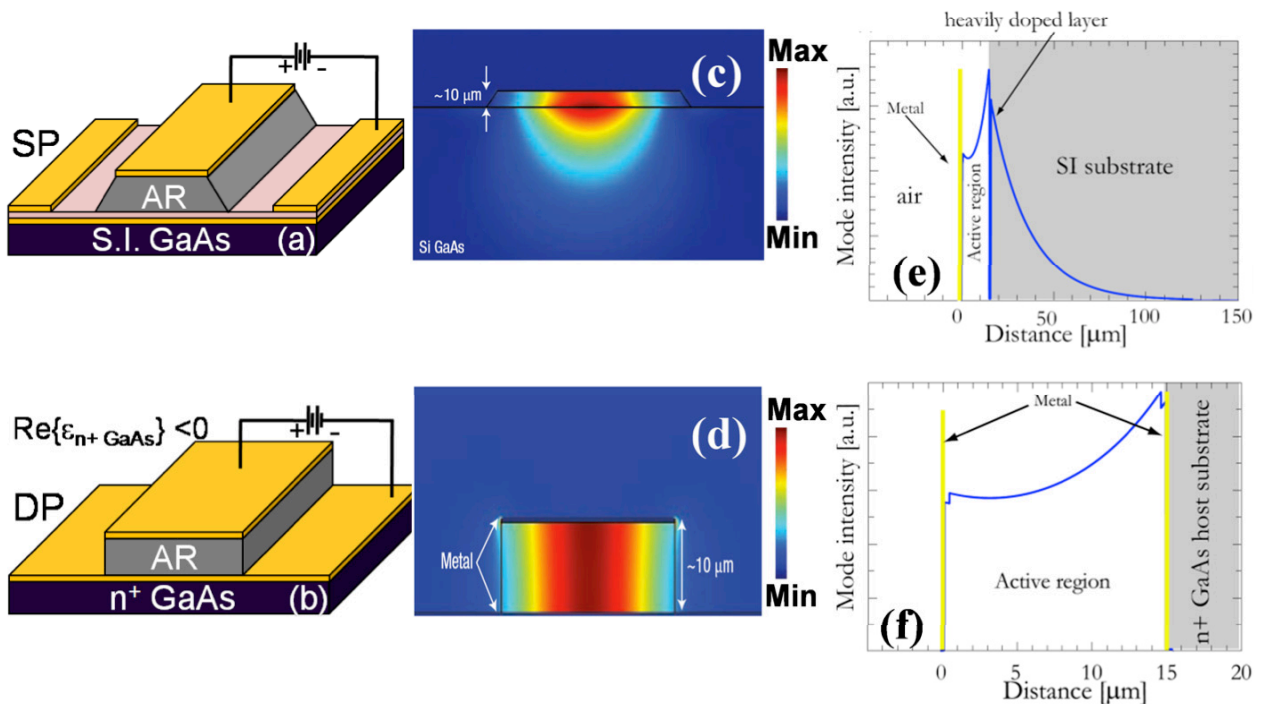 SP
+ -
AR
S.I. GaAs
(a)
~10 μm
(c)
Max
Min
Si GaAs
heavily doped layer
Metal
air
Active region
SI substrate
(e)
Mode intensity [a.u.]
0 50 100 150
Distance [μm]
Re{ε n+ GaAs} <0
DP
+ -
AR
n+ GaAs
(b)
(d)
Metal
~10 μm
Max
Min
Metal
Active region
n+ GaAs host substrate
(f)
Mode intensity [a.u.]
0 5 10 15 20
Distance [μm]